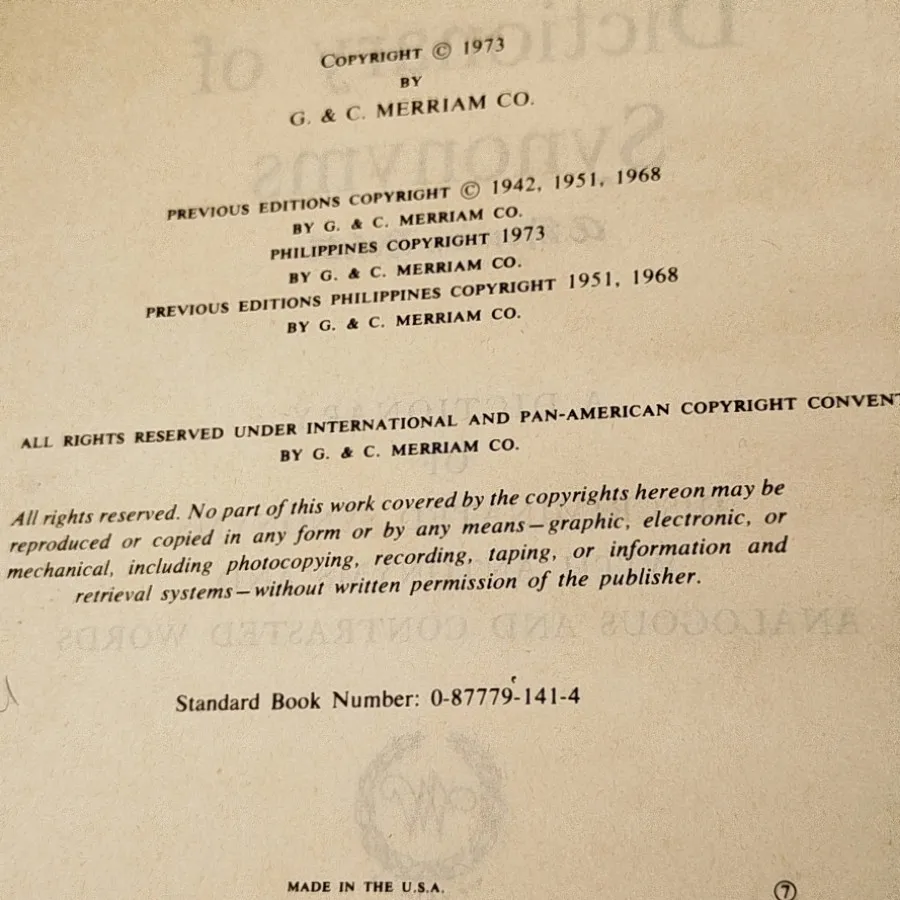 COPYRIGHT © 1973
BY
G. & C. MERRIAM CO.
PREVIOUS EDITIONS COPYRIGHT © 1942, 1951, 1968
BY G. & C. MERRIAM CO.
PHILIPPINES COPYRIGHT 1973
BY G. & C. MERRIAM CO.
PREVIOUS EDITIONS PHILIPPINES COPYRIGHT 1951, 1968
BY G. & C. MERRIAM CO.
ALL RIGHTS RESERVED UNDER INTERNATIONAL AND PAN-AMERICAN COPYRIGHT CONVENT
BY G. & C. MERRIAM CO.
All rights reserved. No part of this work covered by the copyrights hereon may be
reproduced or copied in any form or by any means—graphic, electronic, or
mechanical, including photocopying, recording, taping, or information and
retrieval systems—without written permission of the publisher.
Standard Book Number: 0-87779-141-4
MADE IN THE U.S.A.
⑦